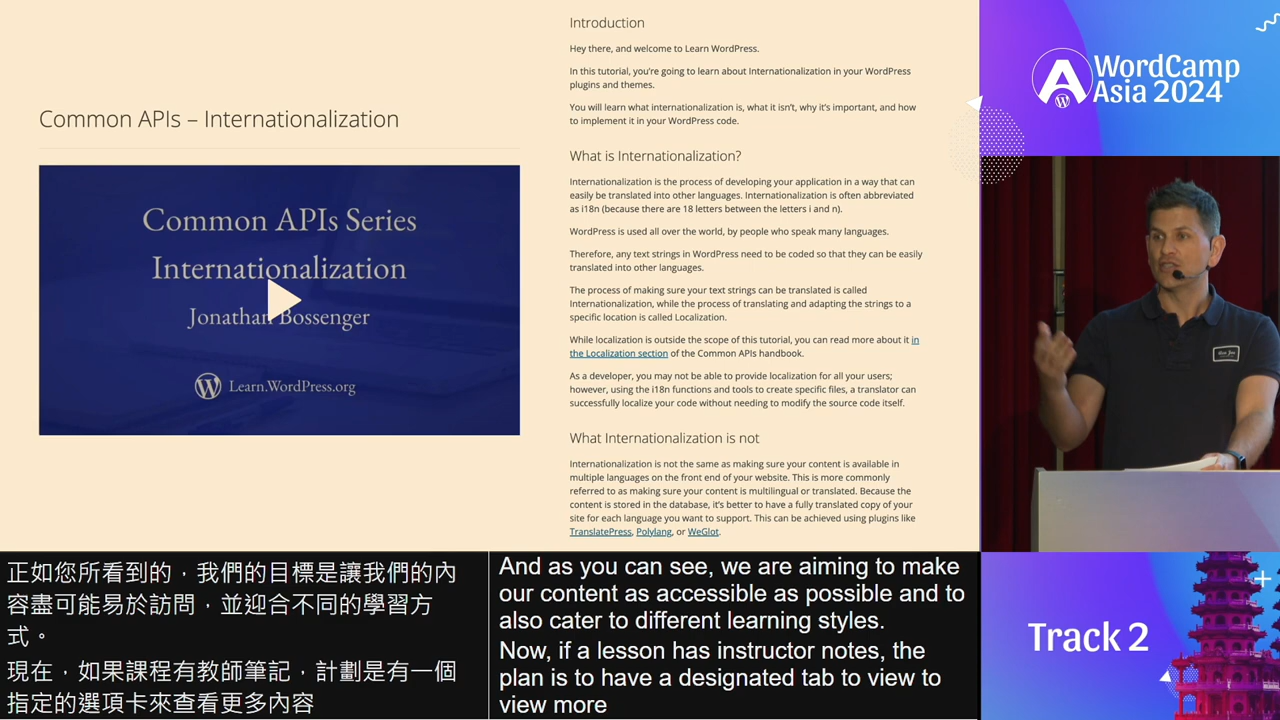 Common APIs – Internationalization
Common APIs Series
Internationalization
Jonathan Bossenger
Learn.WordPress.org
Introduction
Hey there, and welcome to Learn WordPress.
In this tutorial, you're going to learn about Internationalization in your WordPress
plugins and themes.
You will learn what internationalization is, what it isn't, why it's important, and how
to implement it in your WordPress code.
What is Internationalization?
Internationalization is the process of developing your application in a way that can
easily be translated into other languages. Internationalization is often abbreviated
as i18n (because there are 18 letters between the letters i and n).
WordPress is used all over the world, by people who speak many languages.
Therefore, any text strings in WordPress need to be coded so that they can be easily
translated into other languages.
The process of making sure your text strings can be translated is called
Internationalization, while the process of translating and adapting the strings to a
specific location is called Localization.
While localization is outside the scope of this tutorial, you can read more about it in
the Localization section of the Common APIs handbook.
As a developer, you may not be able to provide localization for all your users;
however, using the i18n functions and tools to create specific files, a translator can
successfully localize your code without needing to modify the source code itself.
What Internationalization is not
Internationalization is not the same as making sure your content is available in
multiple languages on the front end of your website. This is more commonly
referred to as making sure your content is multilingual or translated. Because the
content is stored in the database, it's better to have a fully translated copy of your
site for each language you want to support. This can be achieved using plugins like
TranslatePress, Polylang, or WeGlot.
WordCamp
Asia 2024
正如您所看到的，我們的目標是讓我們的內
容盡可能易於訪問，並迎合不同的學習方
式。
現在，如果課程有教師筆記，計劃是有一個
指定的選項卡來查看更多內容
And as you can see, we are aiming to make
our content as accessible as possible and to
also cater to different learning styles.
Now, if a lesson has instructor notes, the
plan is to have a designated tab to view to
view more
Track 2